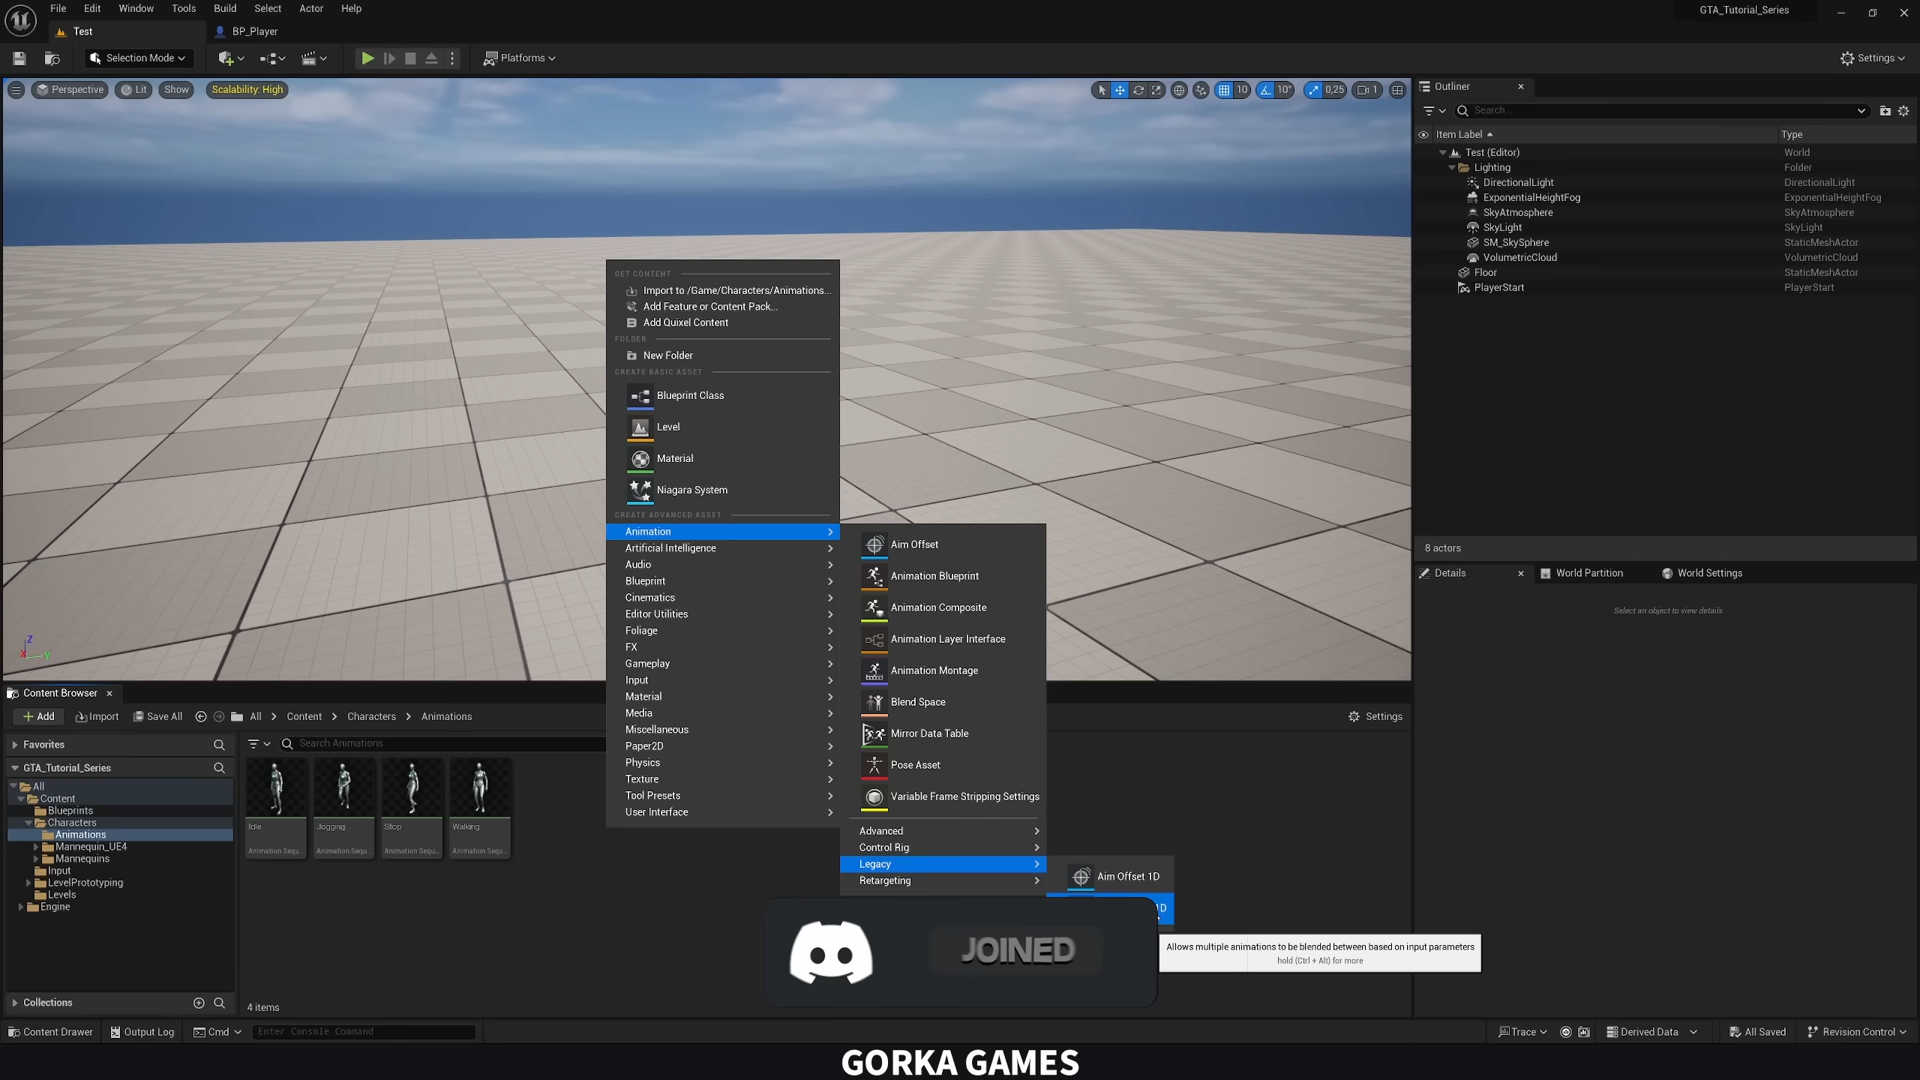 File Edit Window Tools Build Select Actor Help
GTA_Tutorial_Series
Test
BP_Player
Selection Mode
Platforms
Settings
Perspective
Lit
Show
Scalability: High
10
10°
0,25
1
Outliner
Search...
Item Label
Type
Test (Editor)
World
Lighting
Folder
DirectionalLight
DirectionalLight
ExponentialHeightFog
ExponentialHeightFog
SkyAtmosphere
SkyAtmosphere
SkyLight
SkyLight
SM_SkySphere
StaticMeshActor
VolumetricCloud
VolumetricCloud
Floor
StaticMeshActor
PlayerStart
PlayerStart
8 actors
Details
World Partition
World Settings
Select an object to view details.
GET CONTENT
Import to /Game/Characters/Animations...
Add Feature or Content Pack...
Add Quixel Content
FOLDER
New Folder
CREATE BASIC ASSET
Blueprint Class
Level
Material
Niagara System
CREATE ADVANCED ASSET
Animation
Artificial Intelligence
Audio
Blueprint
Cinematics
Editor Utilities
Foliage
FX
Gameplay
Input
Material
Media
Miscellaneous
Paper2D
Physics
Texture
Tool Presets
User Interface
Aim Offset
Animation Blueprint
Animation Composite
Animation Layer Interface
Animation Montage
Blend Space
Mirror Data Table
Pose Asset
Variable Frame Stripping Settings
Advanced
Control Rig
Legacy
Retargeting
Aim Offset 1D
1D
Allows multiple animations to be blended between based on input parameters
hold (Ctrl + Alt) for more
JOINED
Z
X
Y
Content Browser
Add
Import
Save All
All
Content
Characters
Animations
Settings
Favorites
Search Animations
GTA_Tutorial_Series
All
Content
Blueprints
Characters
Animations
Mannequin_UE4
Mannequins
Input
LevelPrototyping
Levels
Engine
Idle
Animation Sequ...
Jogging
Animation Sequ...
Stop
Animation Sequ...
Walking
Animation Sequ...
Collections
4 items
Content Drawer
Output Log
Cmd
Enter Console Command
Trace
Derived Data
All Saved
Revision Control
GORKA GAMES